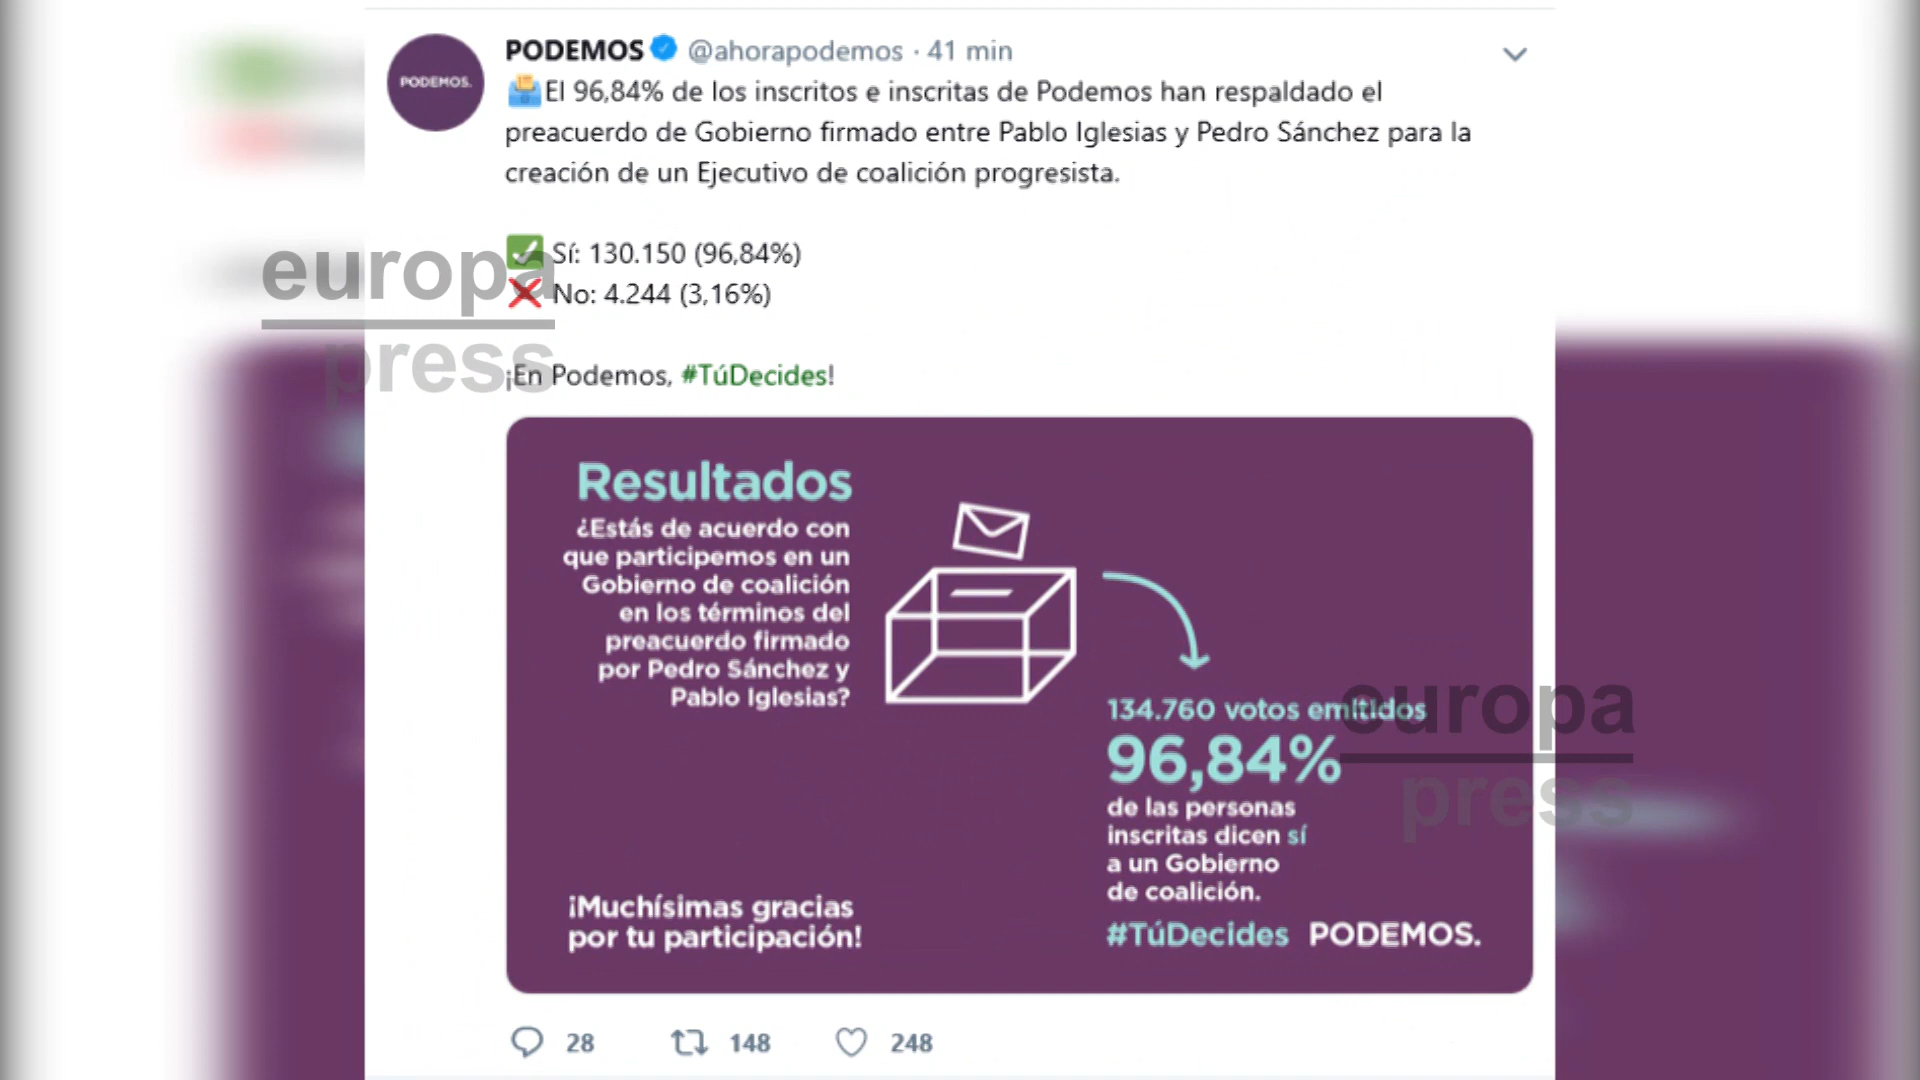 PODEMOS @ahorapodemos · 41 min
PODEMOS.
El 96,84% de los inscritos e inscritas de Podemos han respaldado el
preacuerdo de Gobierno firmado entre Pablo Iglesias y Pedro Sánchez para la
creación de un Ejecutivo de coalición progresista.
Sí: 130.150 (96,84%)
No: 4.244 (3,16%)
europa
press
¡En Podemos, #TúDecides!
Resultados
¿Estás de acuerdo con
que participemos en un
Gobierno de coalición
en los términos del
preacuerdo firmado
por Pedro Sánchez y
Pablo Iglesias?
134.760 votos emitidos
96,84%
de las personas
inscritas dicen sí
a un Gobierno
de coalición.
europa
press
¡Muchísimas gracias
por tu participación!
#TúDecides PODEMOS.
28 148 248